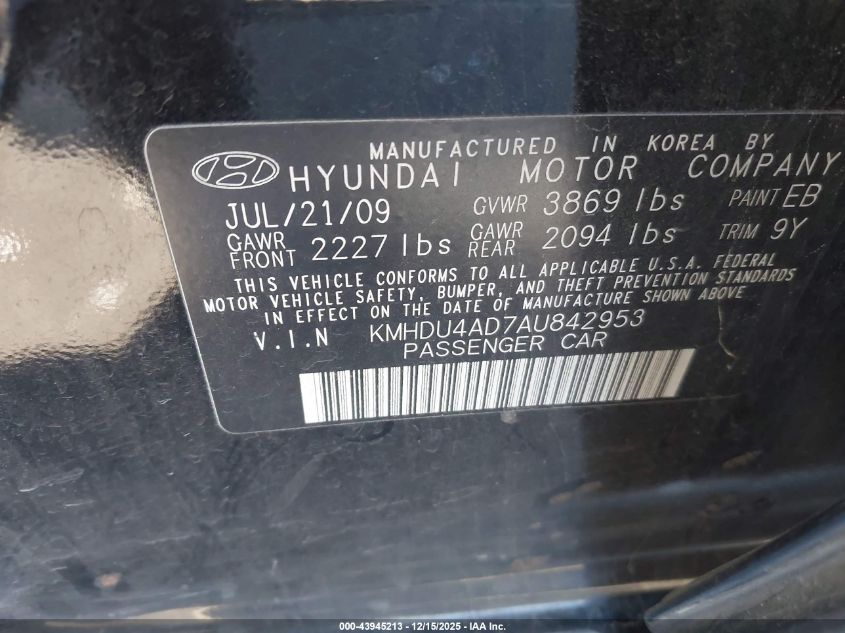 MANUFACTURED IN KOREA BY
HYUNDAI MOTOR COMPANY
JUL/21/09 GVWR 3869 lbs PAINT EB
GAWR FRONT 2227 lbs GAWR REAR 2094 lbs TRIM 9Y
THIS VEHICLE CONFORMS TO ALL APPLICABLE U.S.A. FEDERAL
MOTOR VEHICLE SAFETY, BUMPER, AND THEFT PREVENTION STANDARDS
IN EFFECT ON THE DATE OF MANUFACTURE SHOWN ABOVE
V.I.N KMHDU4AD7AU842953
PASSENGER CAR
000-43945213 - 12/15/2025 - IAA Inc.